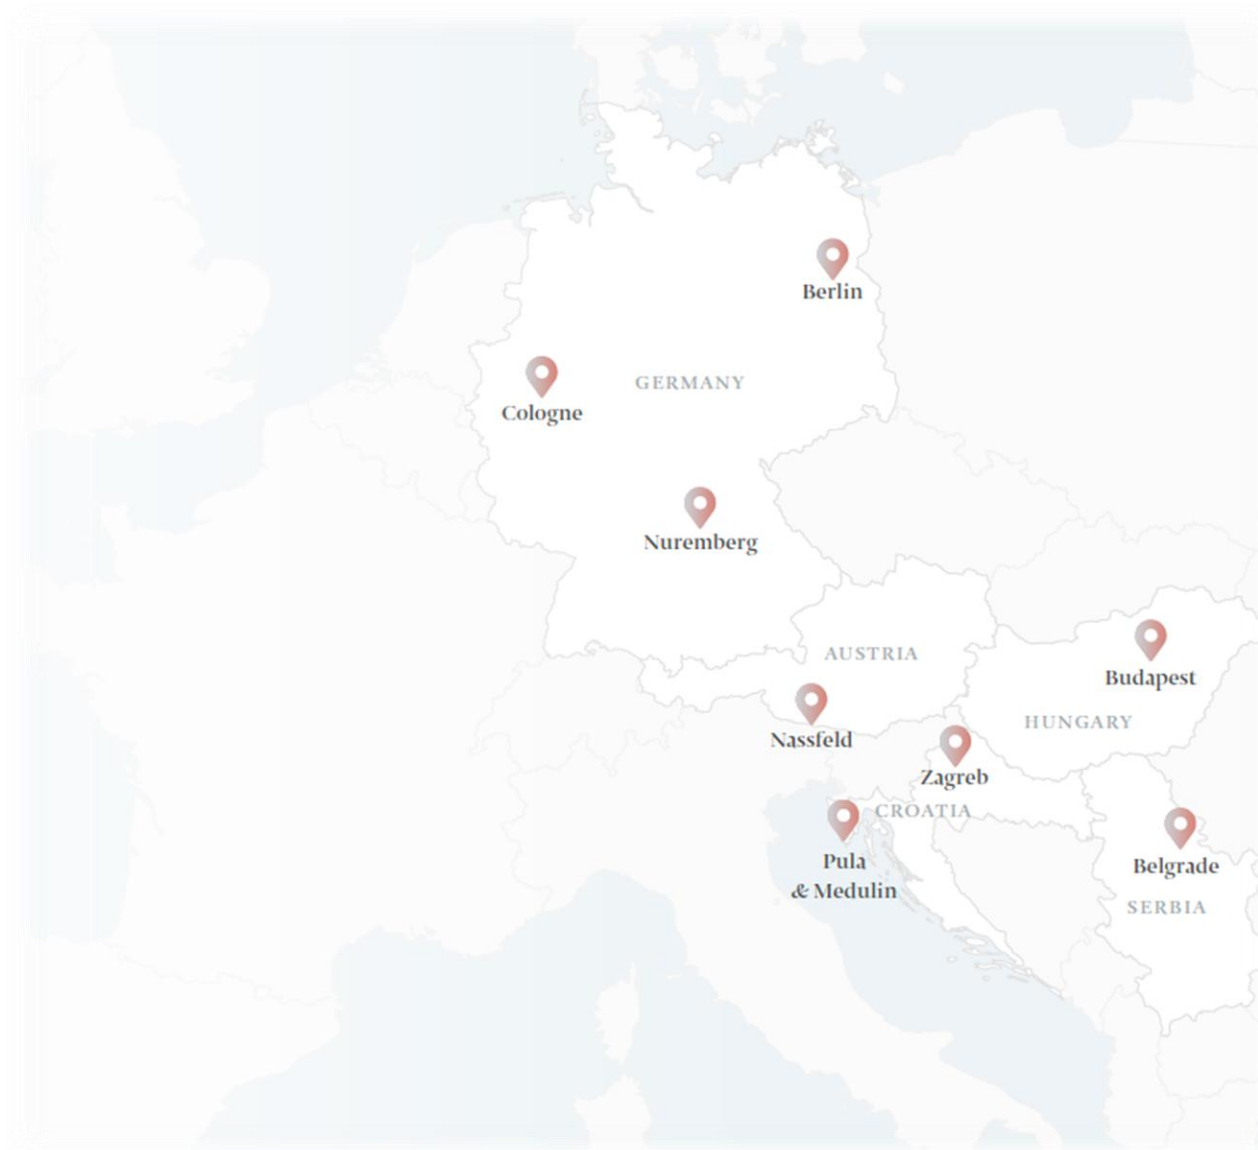 Berlin
GERMANY
Cologne
Nuremberg
AUSTRIA
Budapest
HUNGARY
Nassfeld
Zagreb
CROATIA
Pula
& Medulin
Belgrade
SERBIA